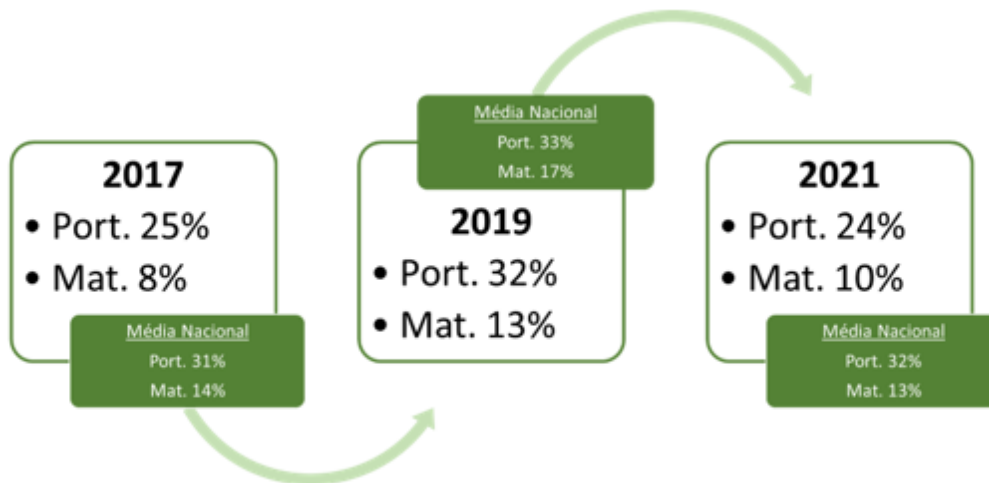 2017
• Port. 25%
• Mat. 8%
Média Nacional
Port. 31%
Mat. 14%
Média Nacional
Port. 33%
Mat. 17%
2019
• Port. 32%
• Mat. 13%
2021
• Port. 24%
• Mat. 10%
Média Nacional
Port. 32%
Mat. 13%